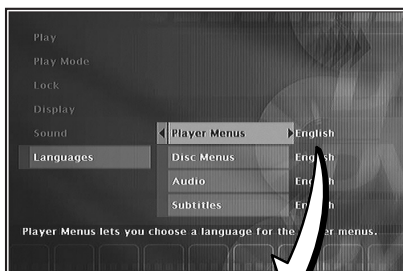 Play
Play Mode
Lock
Display
Sound
Player Menus English
Languages Disc Menus
Audio
Subtitles
Player Menus lets you choose a language for the menus.